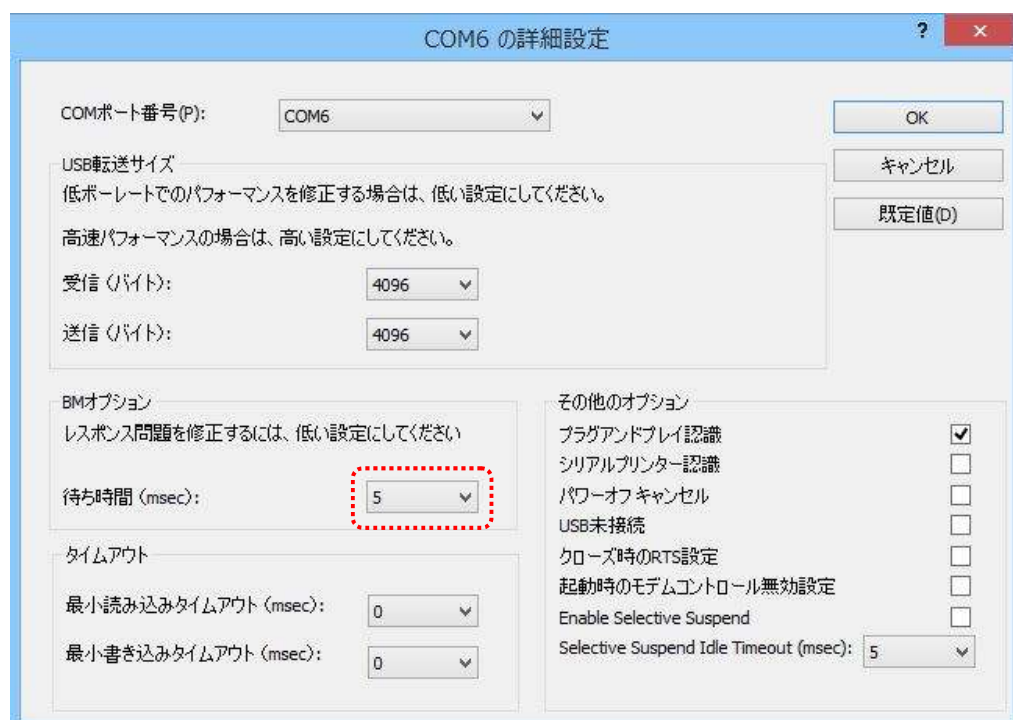 COM6 の詳細設定
?
COMポート番号(P):
COM6
OK
キャンセル
既定値(D)
USB転送サイズ
低ボーレートでのパフォーマンスを修正する場合は、低い設定にしてください。
高速パフォーマンスの場合は、高い設定にしてください。
受信 (バイト):
4096
送信 (バイト):
4096
BMオプション
レスポンス問題を修正するには、低い設定にしてください
待ち時間 (msec):
5
タイムアウト
最小読み込みタイムアウト (msec):
0
最小書き込みタイムアウト (msec):
0
その他のオプション
プラグアンドプレイ認識
シリアルプリンター認識
パワーオフ キャンセル
USB未接続
クローズ時のRTS設定
起動時のモデムコントロール無効設定
Enable Selective Suspend
Selective Suspend Idle Timeout (msec):
5